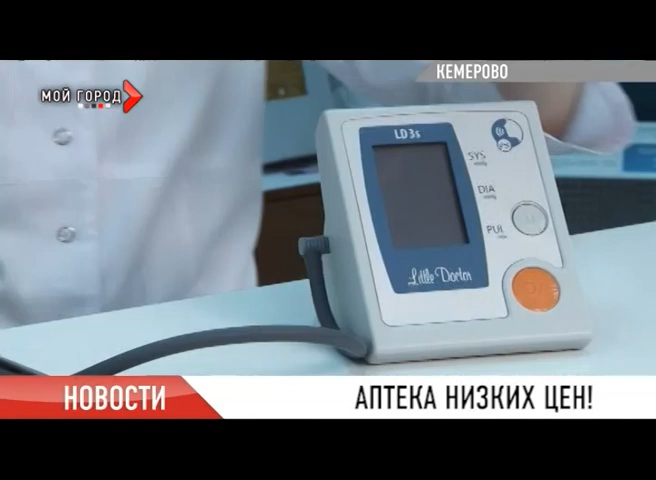 КЕМЕРОВО
МОЙ ГОРОД
LD3s
SYS
DIA
PUL
Little Doctor
НОВОСТИ
АПТЕКА НИЗКИХ ЦЕН!